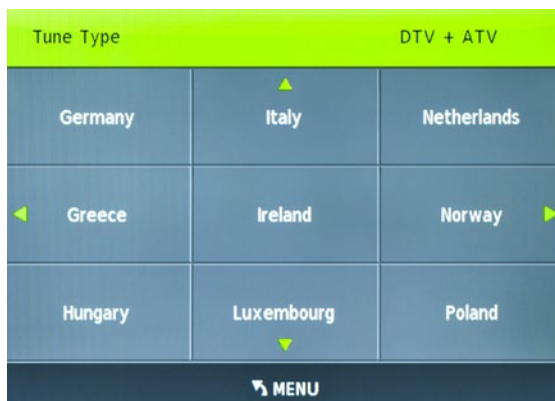 Tune Type DTV + ATV
Germany Italy Netherlands
Greece Ireland Norway
Hungary Luxembourg Poland
MENU